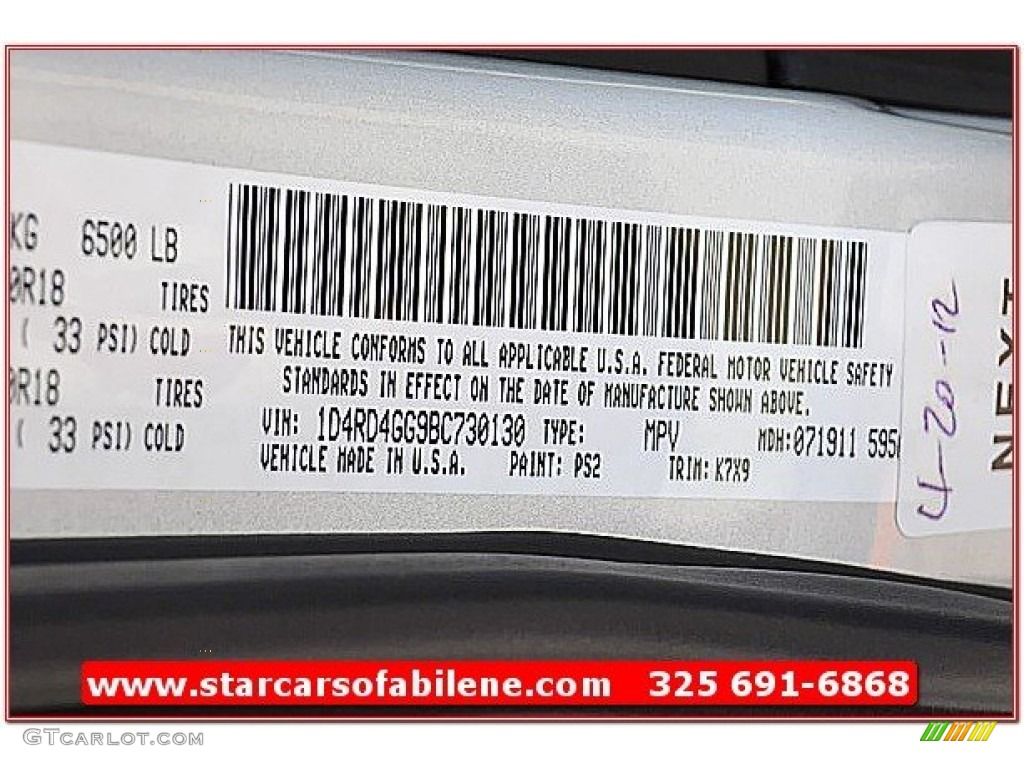 KG 6500 LB
0R18 TIRES
( 33 PSI) COLD
0R18 TIRES
( 33 PSI) COLD
THIS VEHICLE CONFORMS TO ALL APPLICABLE U.S.A. FEDERAL MOTOR VEHICLE SAFETY
STANDARDS IN EFFECT ON THE DATE OF MANUFACTURE SHOWN ABOVE.
VIN: 1D4RD4GG9BC730130 TYPE: MPV MDH:071911 595
VEHICLE MADE IN U.S.A. PAINT: PS2 TRIM: K7X9
4-20-12
NEXT
www.starcarsofabilene.com 325 691-6868
GTcarlot.com